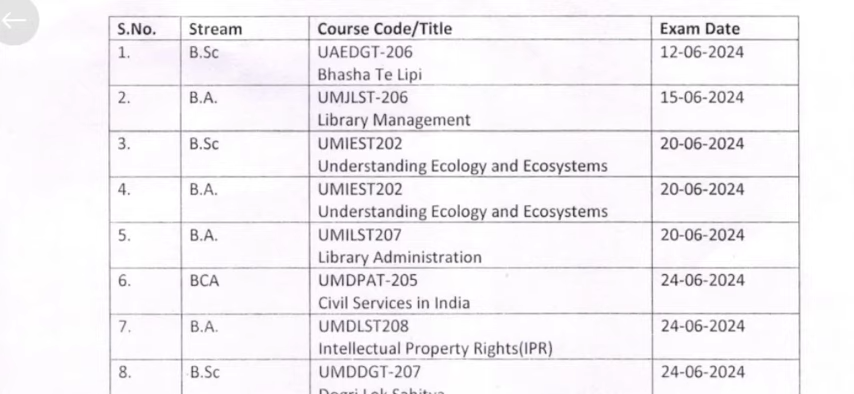 S.No. Stream Course Code/Title Exam Date
1. B.Sc UAEDGT-206 12-06-2024
Bhasha Te Lipi
2. B.A. UMJLST-206 15-06-2024
Library Management
3. B.Sc UMIEST202 20-06-2024
Understanding Ecology and Ecosystems
4. B.A. UMIEST202 20-06-2024
Understanding Ecology and Ecosystems
5. B.A. UMILST207 20-06-2024
Library Administration
6. BCA UMDPAT-205 24-06-2024
Civil Services in India
7. B.A. UMDLST208 24-06-2024
Intellectual Property Rights(IPR)
8. B.Sc UMDDGT-207 24-06-2024